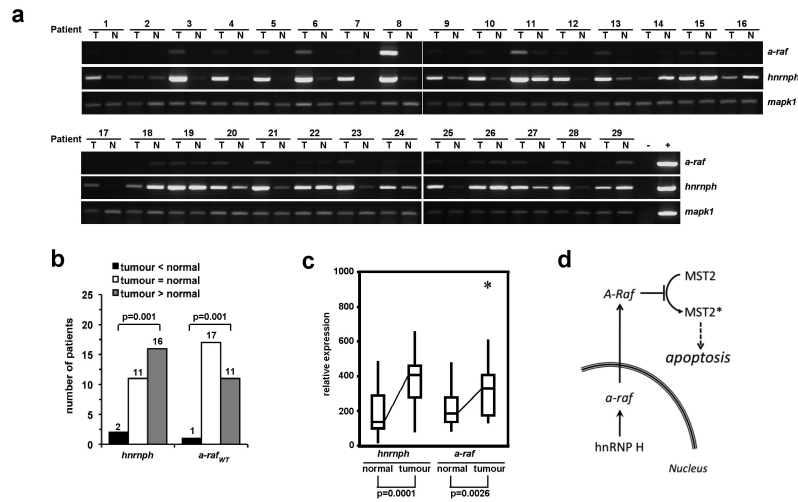 a
Patient 1 2 3 4 5 6 7 8 9 10 11 12 13 14 15 16
T N T N T N T N T N T N T N T N T N T N T N T N T N T N T N T N
a-raf
hnrnph
mapk1
Patient 17 18 19 20 21 22 23 24 25 26 27 28 29
T N T N T N T N T N T N T N T N T N T N T N T N T N - +
a-raf
hnrnph
mapk1
b
tumour < normal
tumour = normal
tumour > normal
number of patients
25
20
15
10
5
0
p=0.001 p=0.001
2 11 16 1 17 11
hnrnph a-rafWT
c
relative expression
1000
800
600
400
200
0
*
hnrnph a-raf
normal tumour normal tumour
p=0.0001 p=0.0026
d
A-Raf
MST2
MST2*
apoptosis
a-raf
hnRNP H
Nucleus